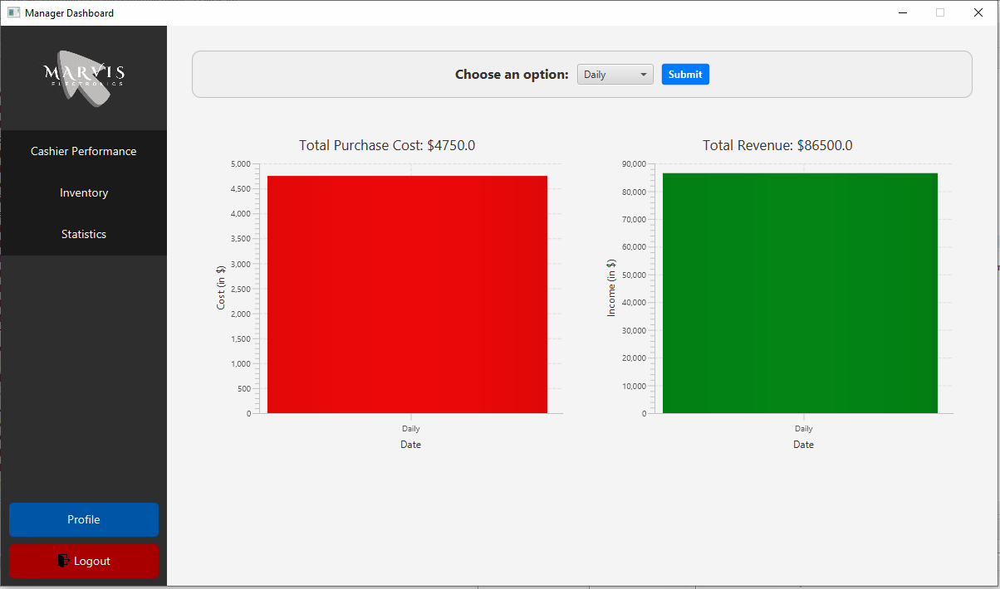 Manager Dashboard
MARVIS
ELECTRONICS
Cashier Performance
Inventory
Statistics
Profile
Logout
Choose an option: Daily Submit
Total Purchase Cost: $4750.0
5,000
4,500
4,000
3,500
3,000
2,500
2,000
1,500
1,000
500
0
Cost (in $)
Daily
Date
Total Revenue: $86500.0
90,000
80,000
70,000
60,000
50,000
40,000
30,000
20,000
10,000
0
Income (in $)
Daily
Date